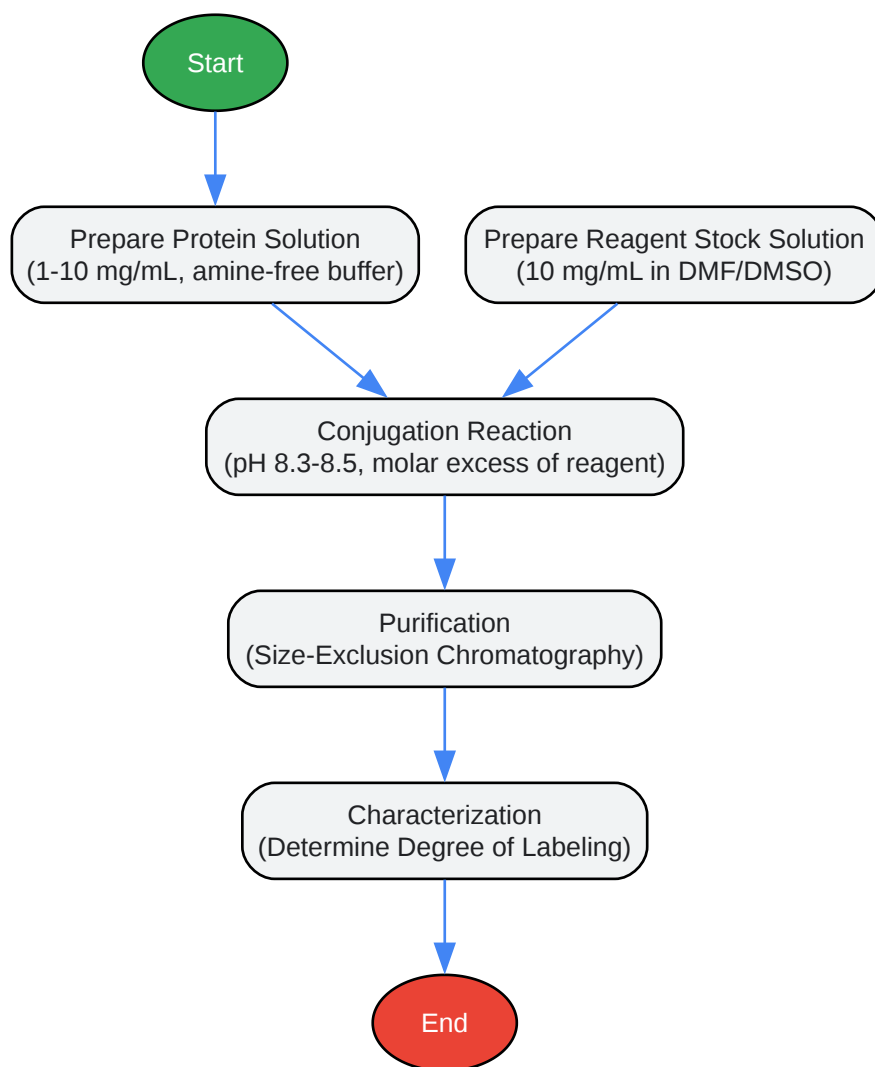 Start
Prepare Protein Solution
(1-10 mg/mL, amine-free buffer)
Prepare Reagent Stock Solution
(10 mg/mL in DMF/DMSO)
Conjugation Reaction
(pH 8.3-8.5, molar excess of reagent)
Purification
(Size-Exclusion Chromatography)
Characterization
(Determine Degree of Labeling)
End